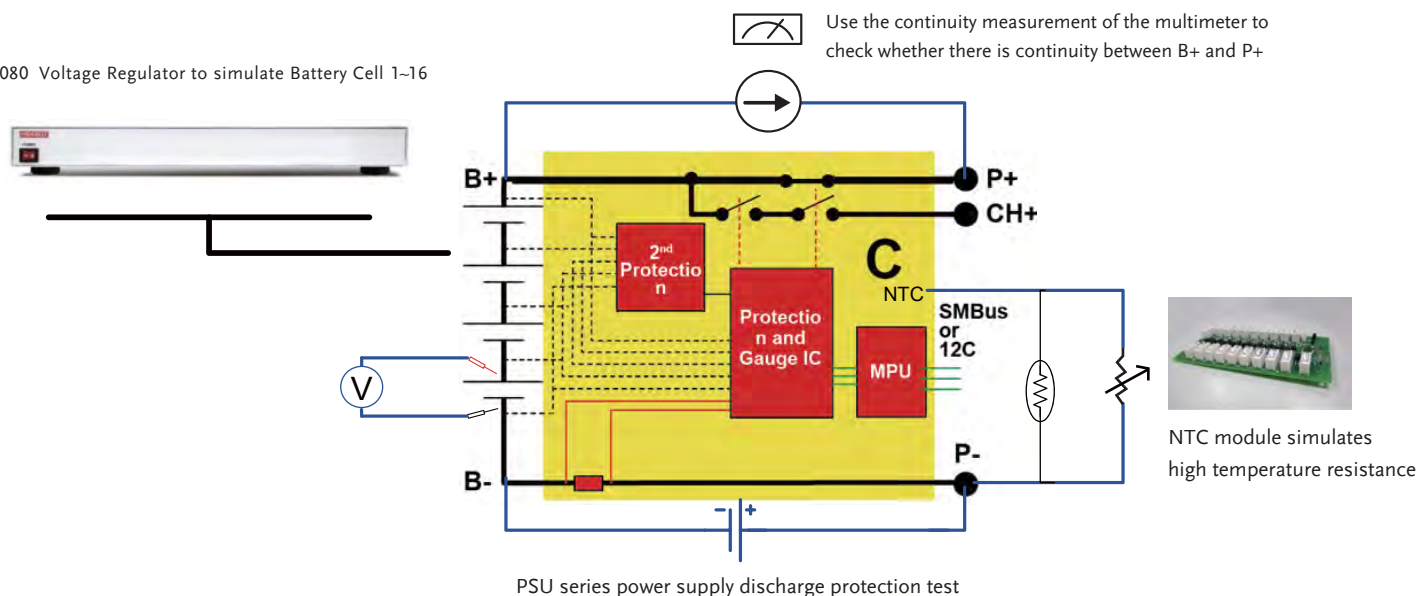 Use the continuity measurement of the multimeter to
check whether there is continuity between B+ and P+
080 Voltage Regulator to simulate Battery Cell 1~16
B+
P+
CH+
2nd
Protectio
n
C
NTC
SMBus
or
12C
Protectio
n and
Gauge IC
MPU
V
NTC module simulates
high temperature resistance
P-
B-
- +
PSU series power supply discharge protection test